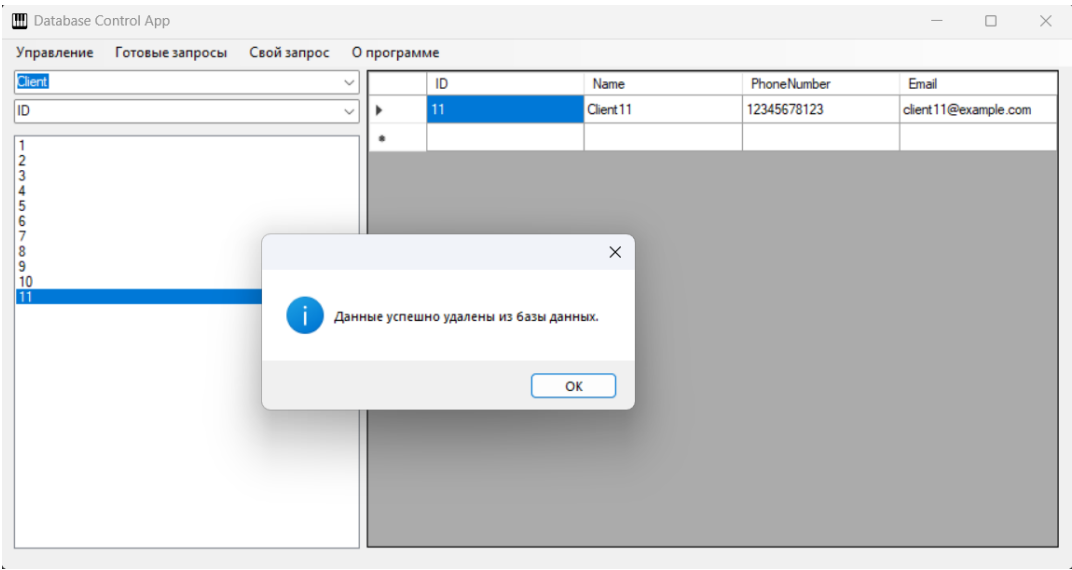 Database Control App
Управление Готовые запросы Свой запрос О программе
Client
ID
1
2
3
4
5
6
7
8
9
10
11
ID Name PhoneNumber Email
11 Client11 12345678123 client11@example.com
Данные успешно удалены из базы данных.
OK